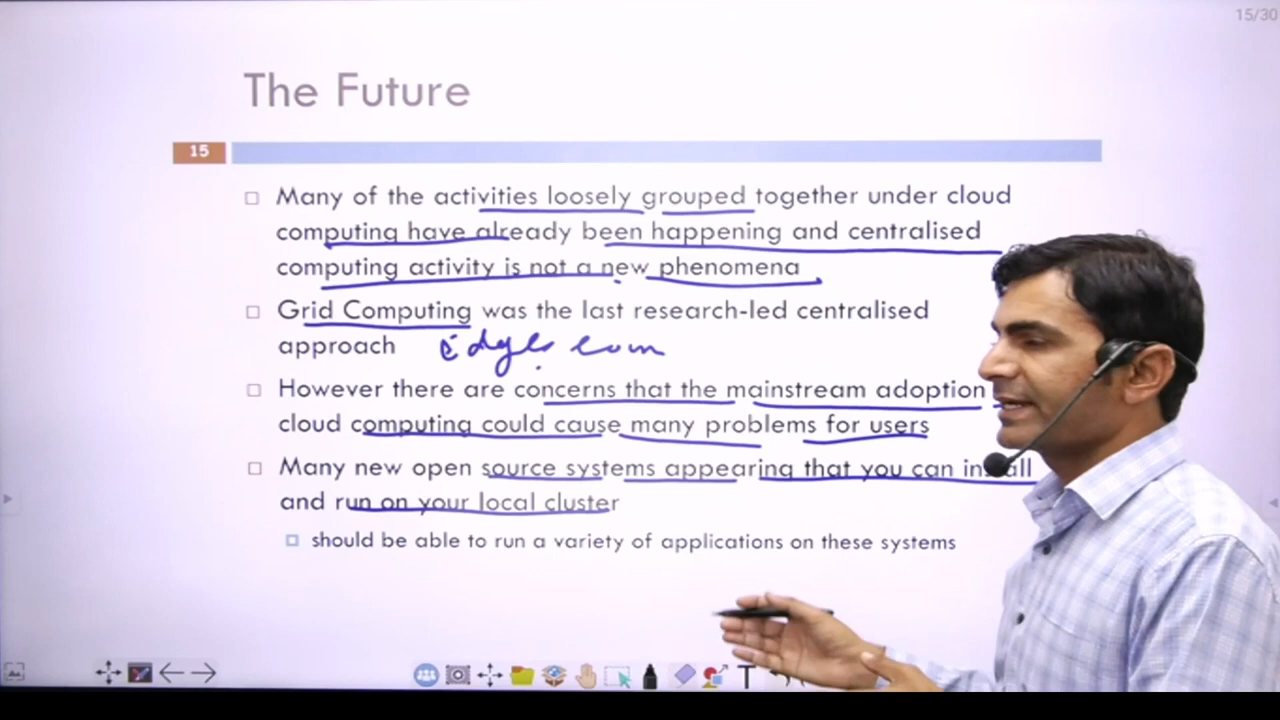 15/30
The Future
15
Many of the activities loosely grouped together under cloud
computing have already been happening and centralised
computing activity is not a new phenomena
Grid Computing was the last research-led centralised
approach
However there are concerns that the mainstream adoption
cloud computing could cause many problems for users
Many new open source systems appearing that you can install
and run on your local cluster
should be able to run a variety of applications on these systems
T